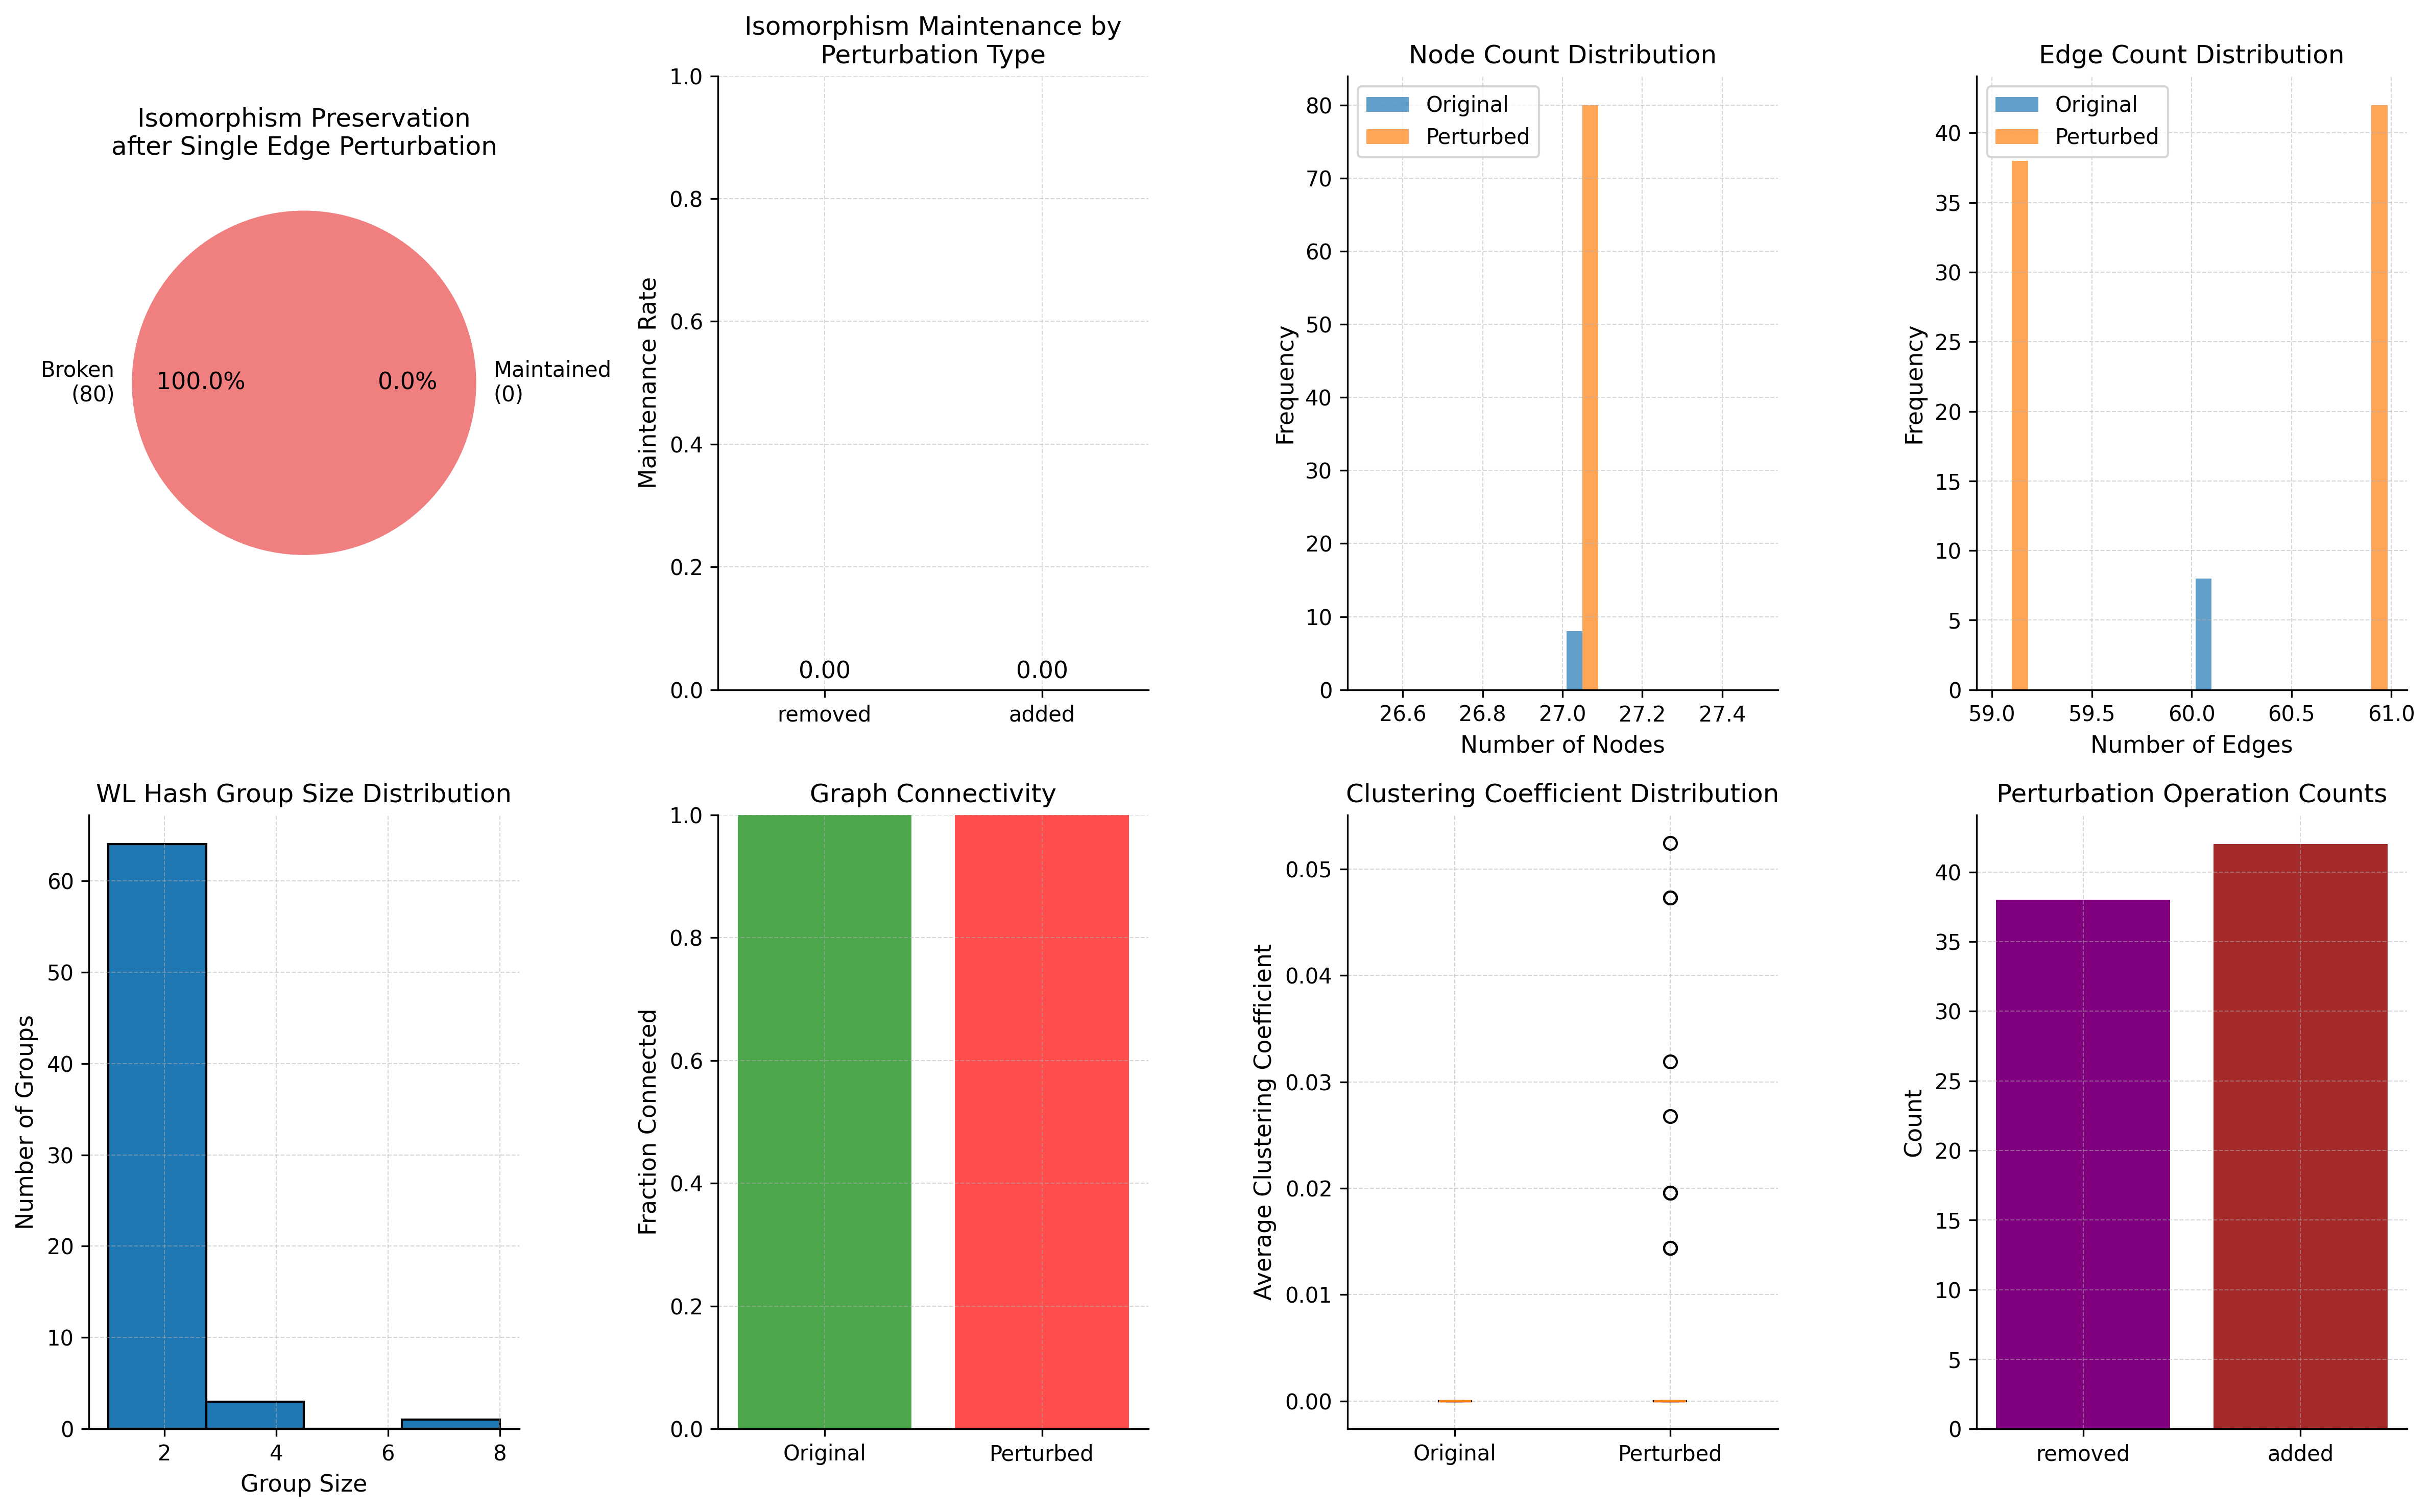 Isomorphism Preservation
after Single Edge Perturbation
Broken
(80)
100.0%
0.0%
Maintained
(0)
Isomorphism Maintenance by
Perturbation Type
Maintenance Rate
1.0
0.8
0.6
0.4
0.2
0.0
0.00
0.00
removed
added
Node Count Distribution
Original
Perturbed
Frequency
80
70
60
50
40
30
20
10
0
26.6
26.8
27.0
27.2
27.4
Number of Nodes
Edge Count Distribution
Original
Perturbed
Frequency
40
35
30
25
20
15
10
5
0
59.0
59.5
60.0
60.5
61.0
Number of Edges
WL Hash Group Size Distribution
Number of Groups
60
50
40
30
20
10
0
2
4
6
8
Group Size
Graph Connectivity
Fraction Connected
1.0
0.8
0.6
0.4
0.2
0.0
Original
Perturbed
Clustering Coefficient Distribution
Average Clustering Coefficient
0.05
0.04
0.03
0.02
0.01
0.00
Original
Perturbed
Perturbation Operation Counts
Count
40
35
30
25
20
15
10
5
0
removed
added